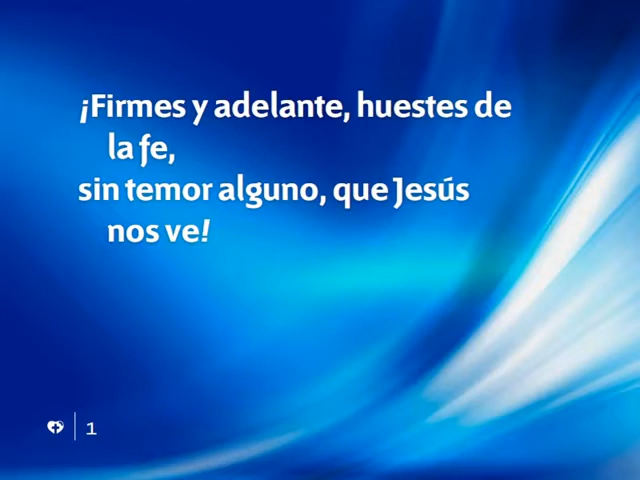 ¡Firmes y adelante, huestes de
la fe,
sin temor alguno, que Jesús
nos ve!
1